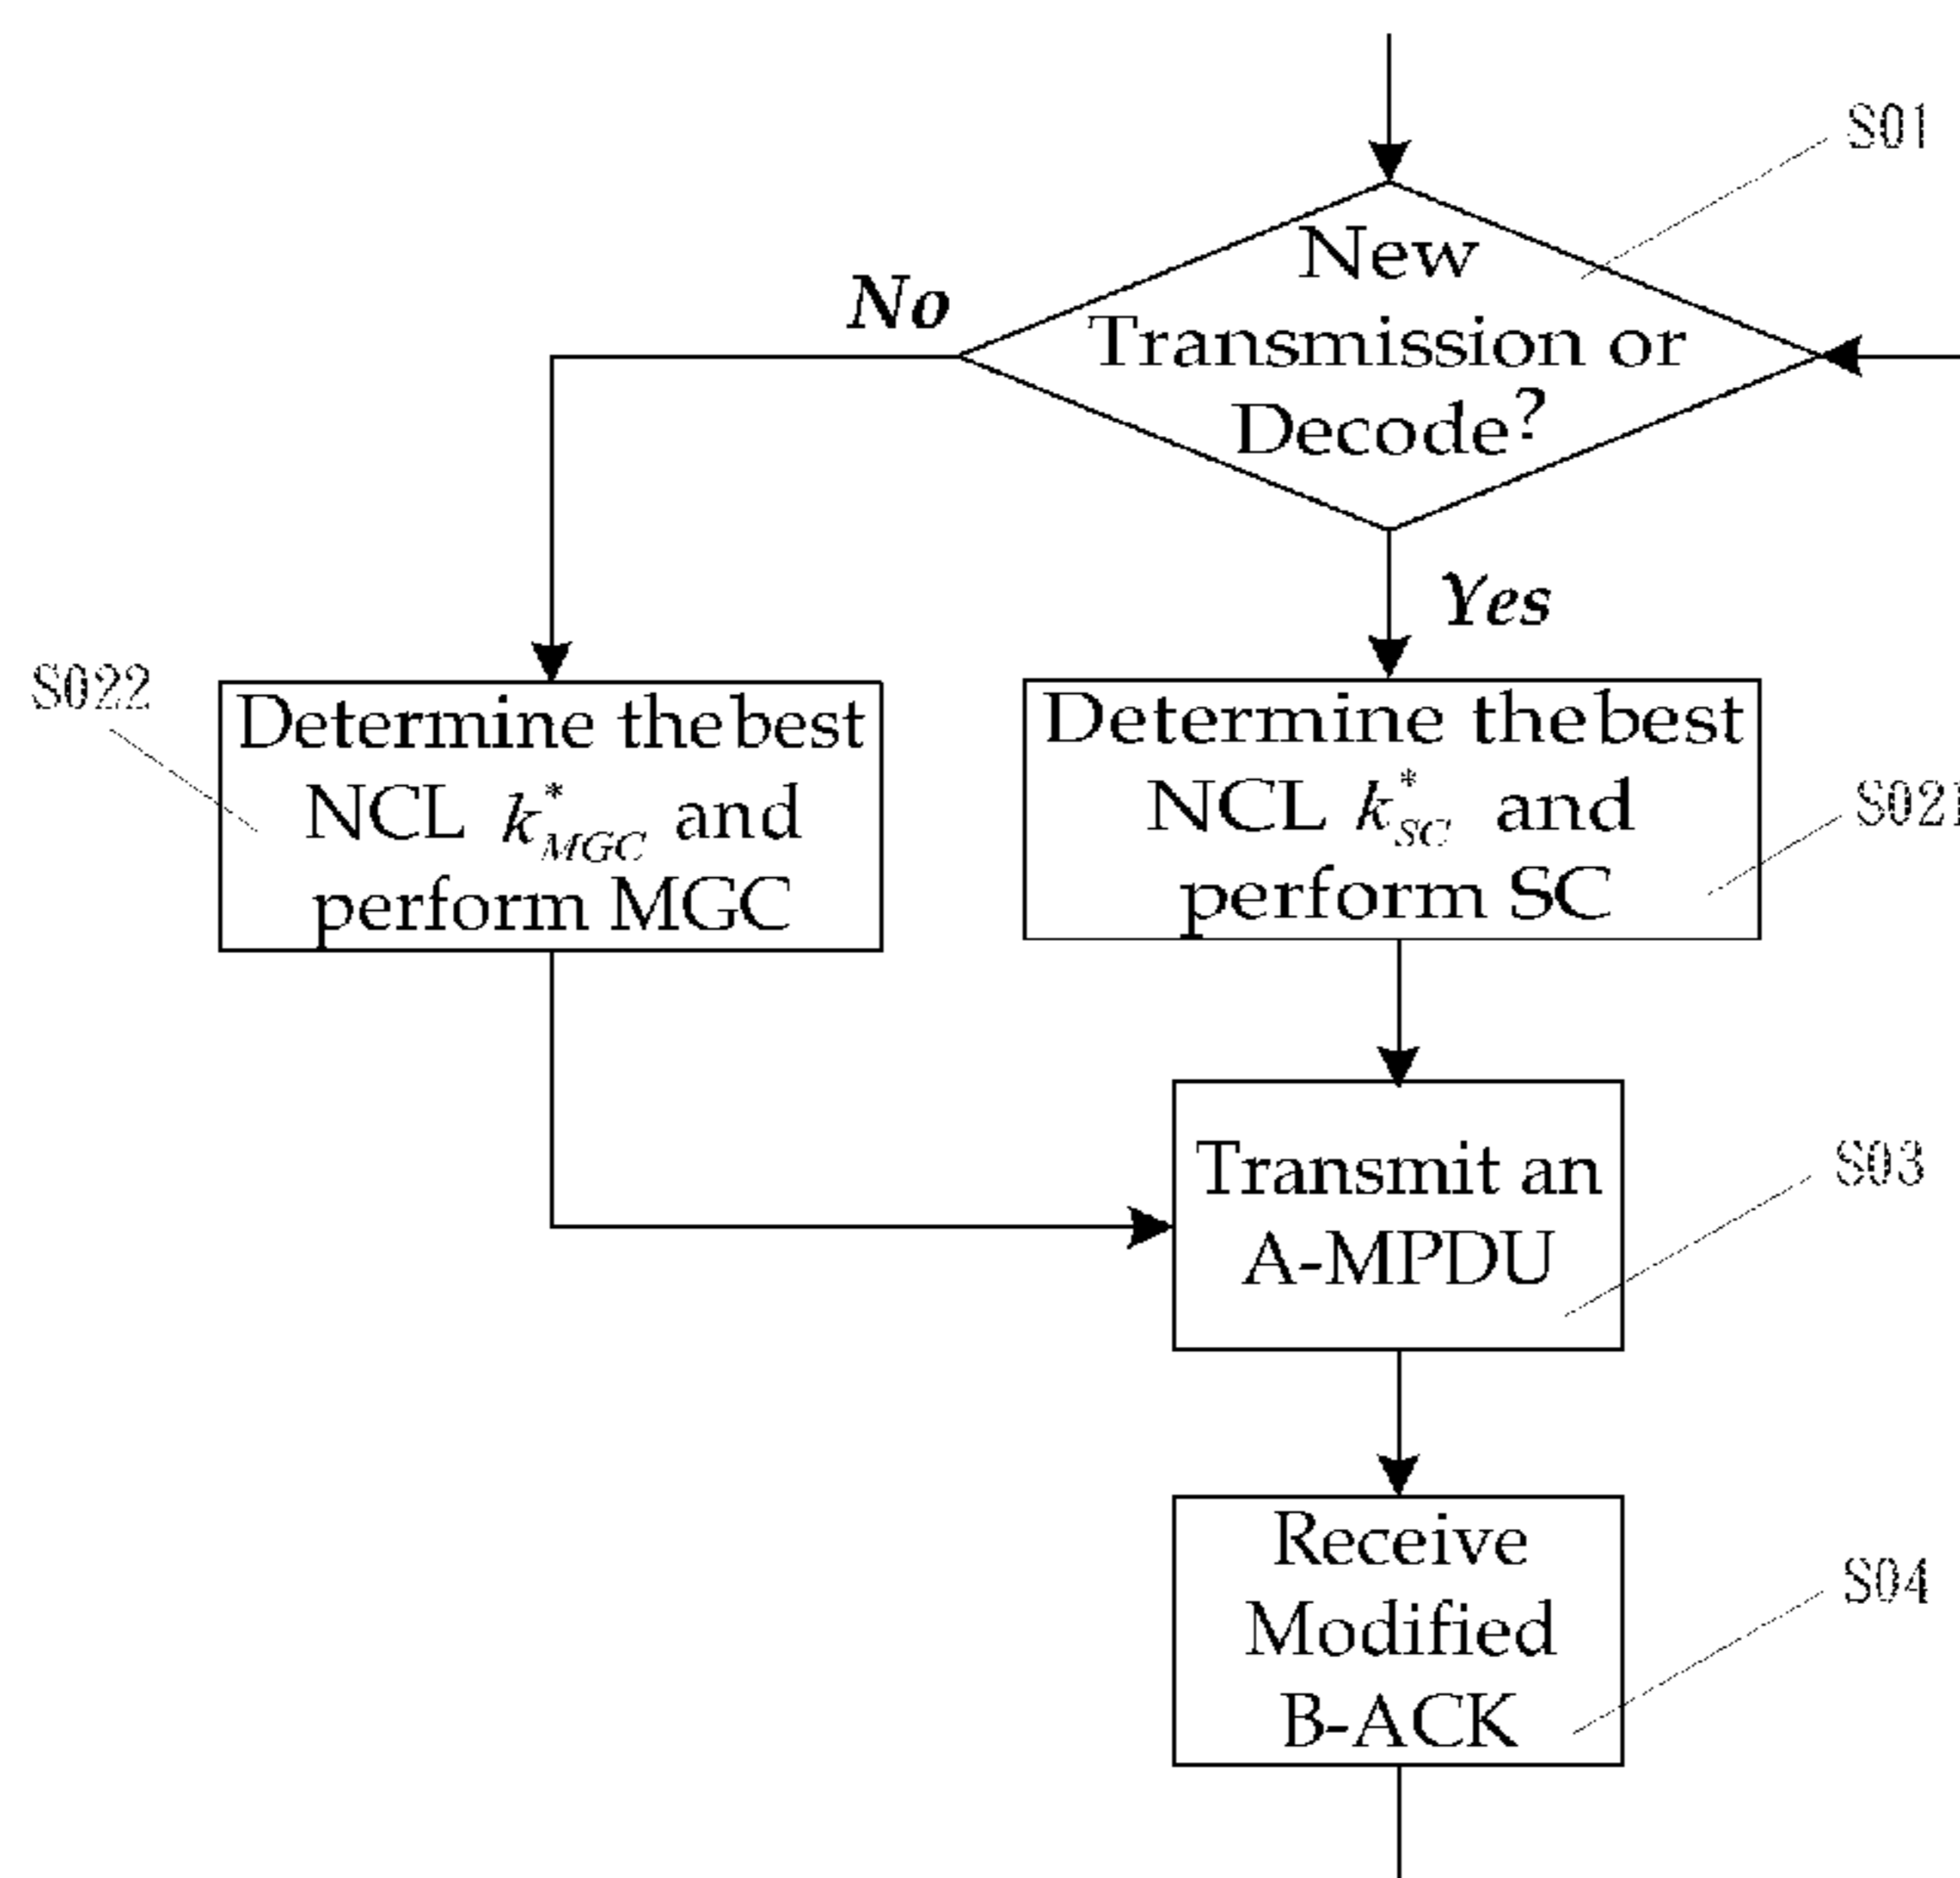 S01
New
Transmission or
Decode?
No
Yes
S022
Determine the best
NCL k*MGC and
perform MGC
Determine the best
NCL k*SC and
perform SC
S021
Transmit an
A-MPDU
S03
Receive
Modified
B-ACK
S04